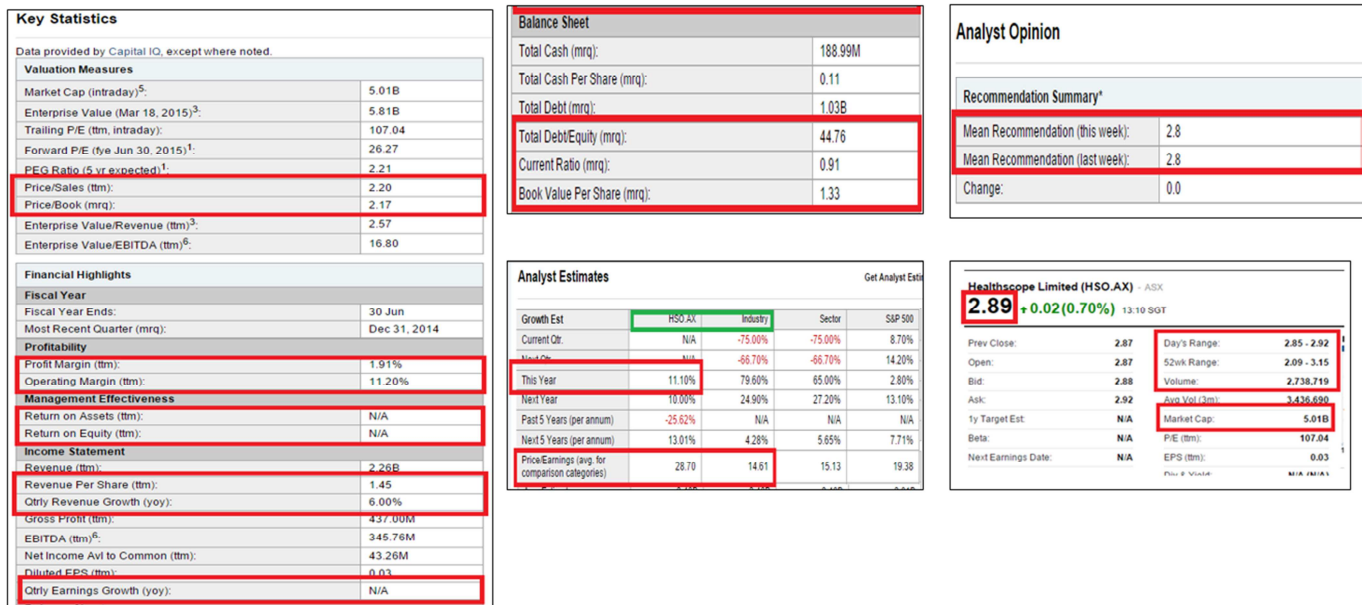 Key Statistics
Data provided by Capital IQ, except where noted.
Valuation Measures
Market Cap (intraday)5: 5.01B
Enterprise Value (Mar 18, 2015)3: 5.81B
Trailing P/E (ttm, intraday): 107.04
Forward P/E (fye Jun 30, 2015)1: 26.27
PEG Ratio (5 yr expected)1: 2.21
Price/Sales (ttm): 2.20
Price/Book (mrq): 2.17
Enterprise Value/Revenue (ttm)3: 2.57
Enterprise Value/EBITDA (ttm)6: 16.80
Financial Highlights
Fiscal Year
Fiscal Year Ends: 30 Jun
Most Recent Quarter (mrq): Dec 31, 2014
Profitability
Profit Margin (ttm): 1.91%
Operating Margin (ttm): 11.20%
Management Effectiveness
Return on Assets (ttm): N/A
Return on Equity (ttm): N/A
Income Statement
Revenue (ttm): 2.26B
Revenue Per Share (ttm): 1.45
Qtrly Revenue Growth (yoy): 6.00%
Gross Profit (ttm): 437.00M
EBITDA (ttm)6: 345.76M
Net Income Avl to Common (ttm): 43.26M
Diluted EPS (ttm): 0.03
Qtrly Earnings Growth (yoy): N/A
Balance Sheet
Total Cash (mrq): 188.99M
Total Cash Per Share (mrq): 0.11
Total Debt (mrq): 1.03B
Total Debt/Equity (mrq): 44.76
Current Ratio (mrq): 0.91
Book Value Per Share (mrq): 1.33
Analyst Opinion
Recommendation Summary*
Mean Recommendation (this week): 2.8
Mean Recommendation (last week): 2.8
Change: 0.0
Analyst Estimates Get Analyst
Growth Est HSO.AX Industry Sector S&P 500
Current Qtr. N/A -75.00% -75.00% 8.70%
Next Qtr. N/A -66.70% -66.70% 14.20%
This Year 11.10% 79.60% 65.00% 2.80%
Next Year 10.00% 24.90% 27.20% 13.10%
Past 5 Years (per annum) -25.62% N/A N/A N/A
Next 5 Years (per annum) 13.01% 4.28% 5.65% 7.71%
Price/Earnings (avg. for
comparison categories) 28.70 14.61 15.13 19.38
Healthscope Limited (HSO.AX) - ASX
2.89 0.02(0.70%) 13:10 SGT
Prev Close: 2.87
Open: 2.87
Bid: 2.88
Ask: 2.92
1y Target Est: N/A
Beta: N/A
Next Earnings Date: N/A
Day's Range: 2.85 - 2.92
52wk Range: 2.09 - 3.15
Volume: 2,738,719
Avg Vol (3m): 3,436,690
Market Cap: 5.01B
P/E (ttm): 107.04
EPS (ttm): 0.03
Div & Yield: N/A (N/A)